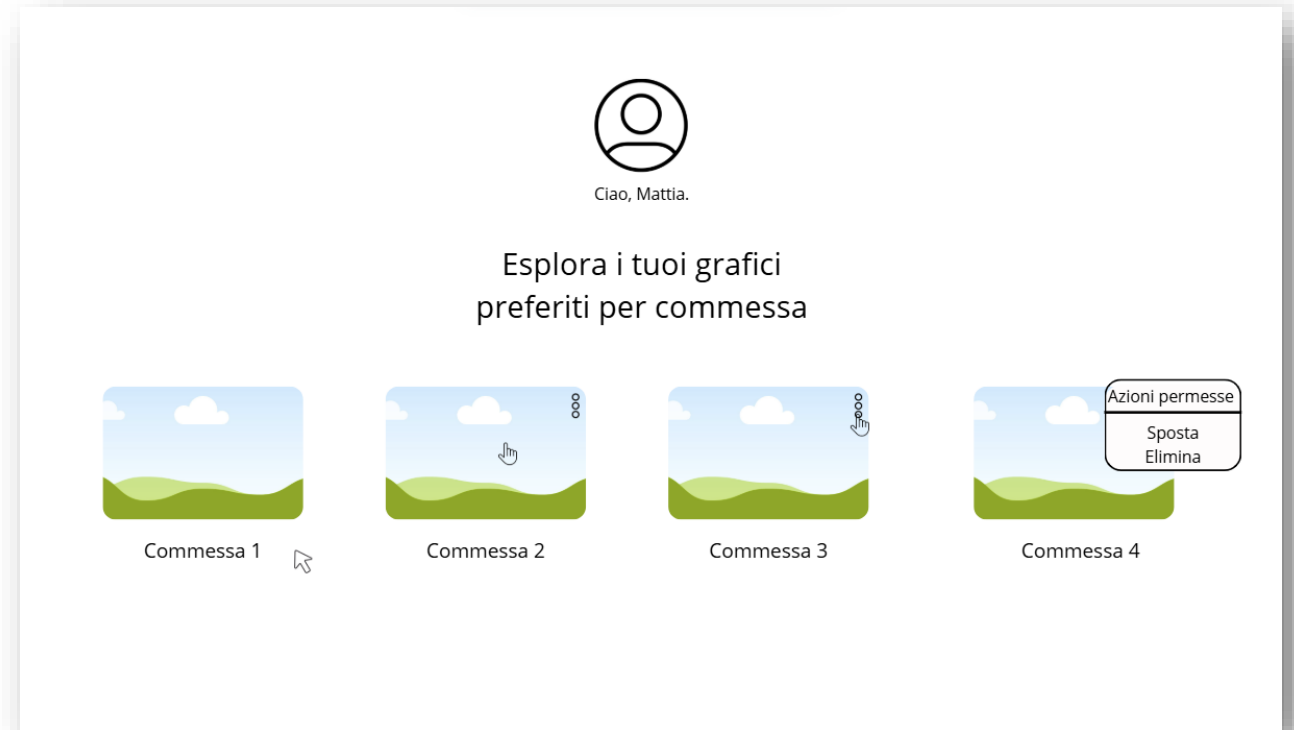 Ciao, Mattia.
Esplora i tuoi grafici
preferiti per commessa
Azioni permesse
Sposta
Elimina
Commessa 1
Commessa 2
Commessa 3
Commessa 4